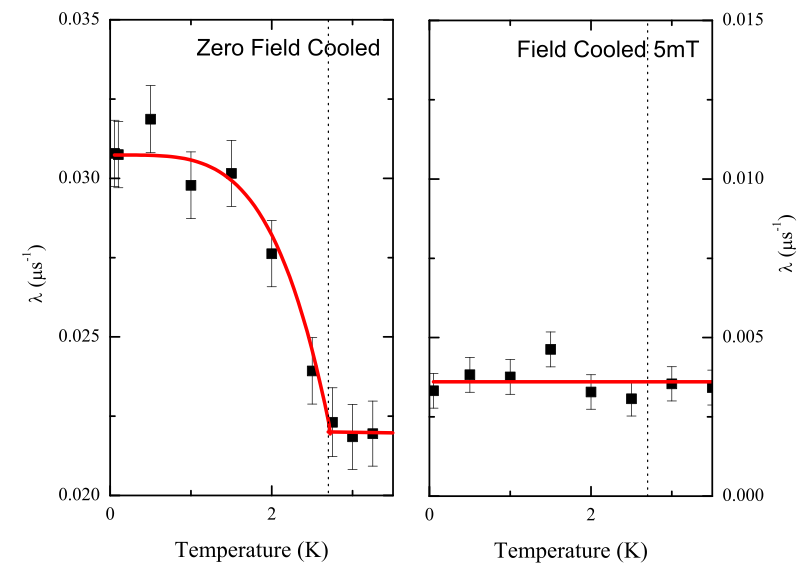 Zero Field Cooled
0.035
0.030
0.025
0.020
λ (μs⁻¹)
0
2
Temperature (K)
Field Cooled 5mT
0.015
0.010
0.005
0.000
λ (μs⁻¹)
0
2
Temperature (K)